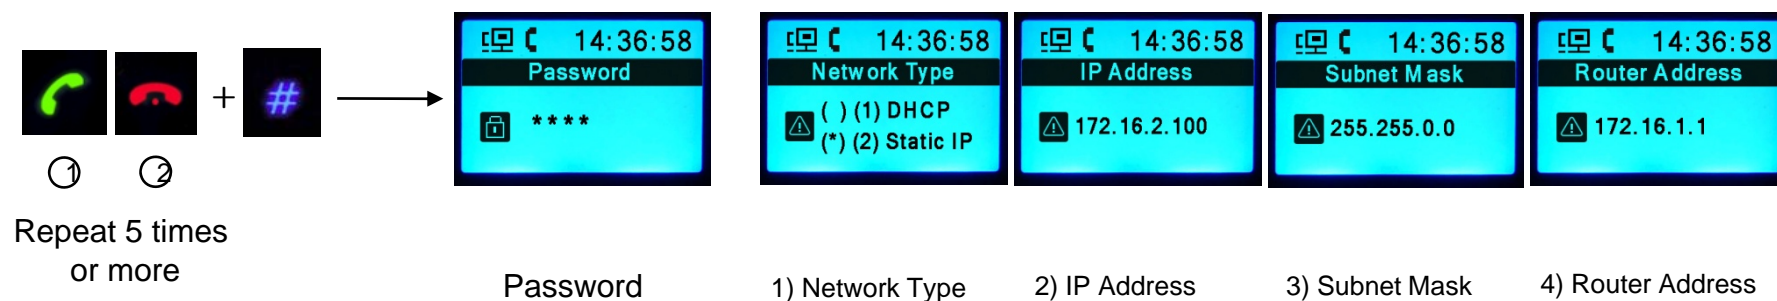 +
#
1
2
Repeat 5 times
or more
14:36:58
Password
****
Password
14:36:58
Network Type
( ) (1) DHCP
(*) (2) Static IP
1) Network Type
14:36:58
IP Address
172.16.2.100
2) IP Address
14:36:58
Subnet Mask
255.255.0.0
3) Subnet Mask
14:36:58
Router Address
172.16.1.1
4) Router Address